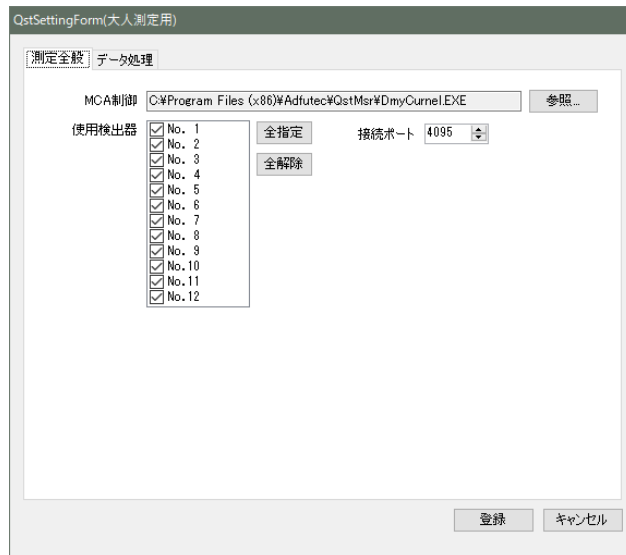 QstSettingForm(大人測定用)
測定全般 データ処理
MCA制御 C:¥Program Files (x86)¥Adfutec¥QstMsr¥DmyCurnel.EXE 参照...
使用検出器 No. 1 全指定 接続ポート 4095
No. 2
No. 3 全解除
No. 4
No. 5
No. 6
No. 7
No. 8
No. 9
No.10
No.11
No.12
登録 キャンセル